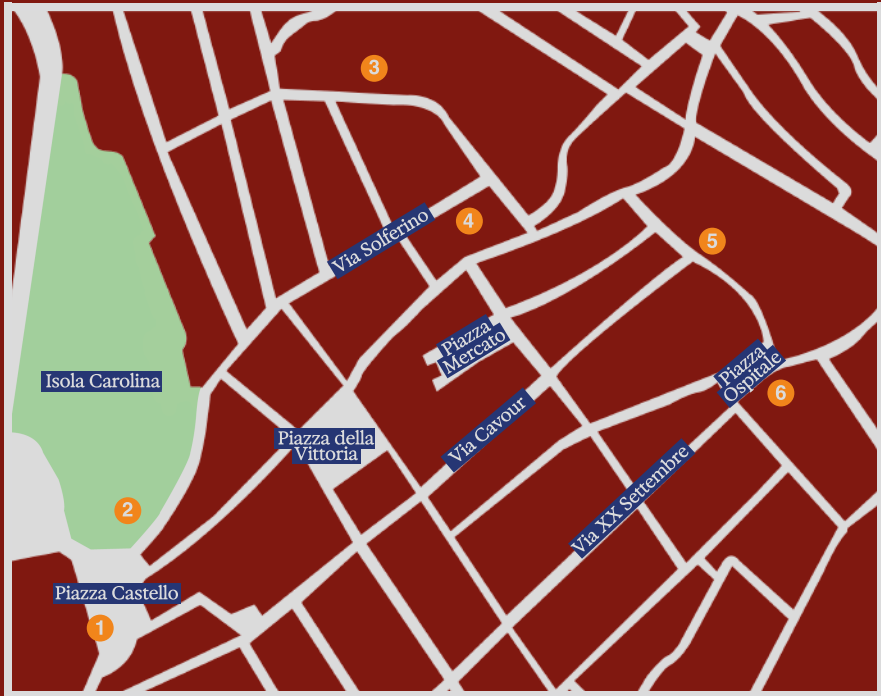 3
4
Via Solferino
5
Piazza
Mercato
Piazza
Ospitale
Isola Carolina
6
Via Cavour
Piazza della
Vittoria
Via XX Settembre
2
Piazza Castello
1